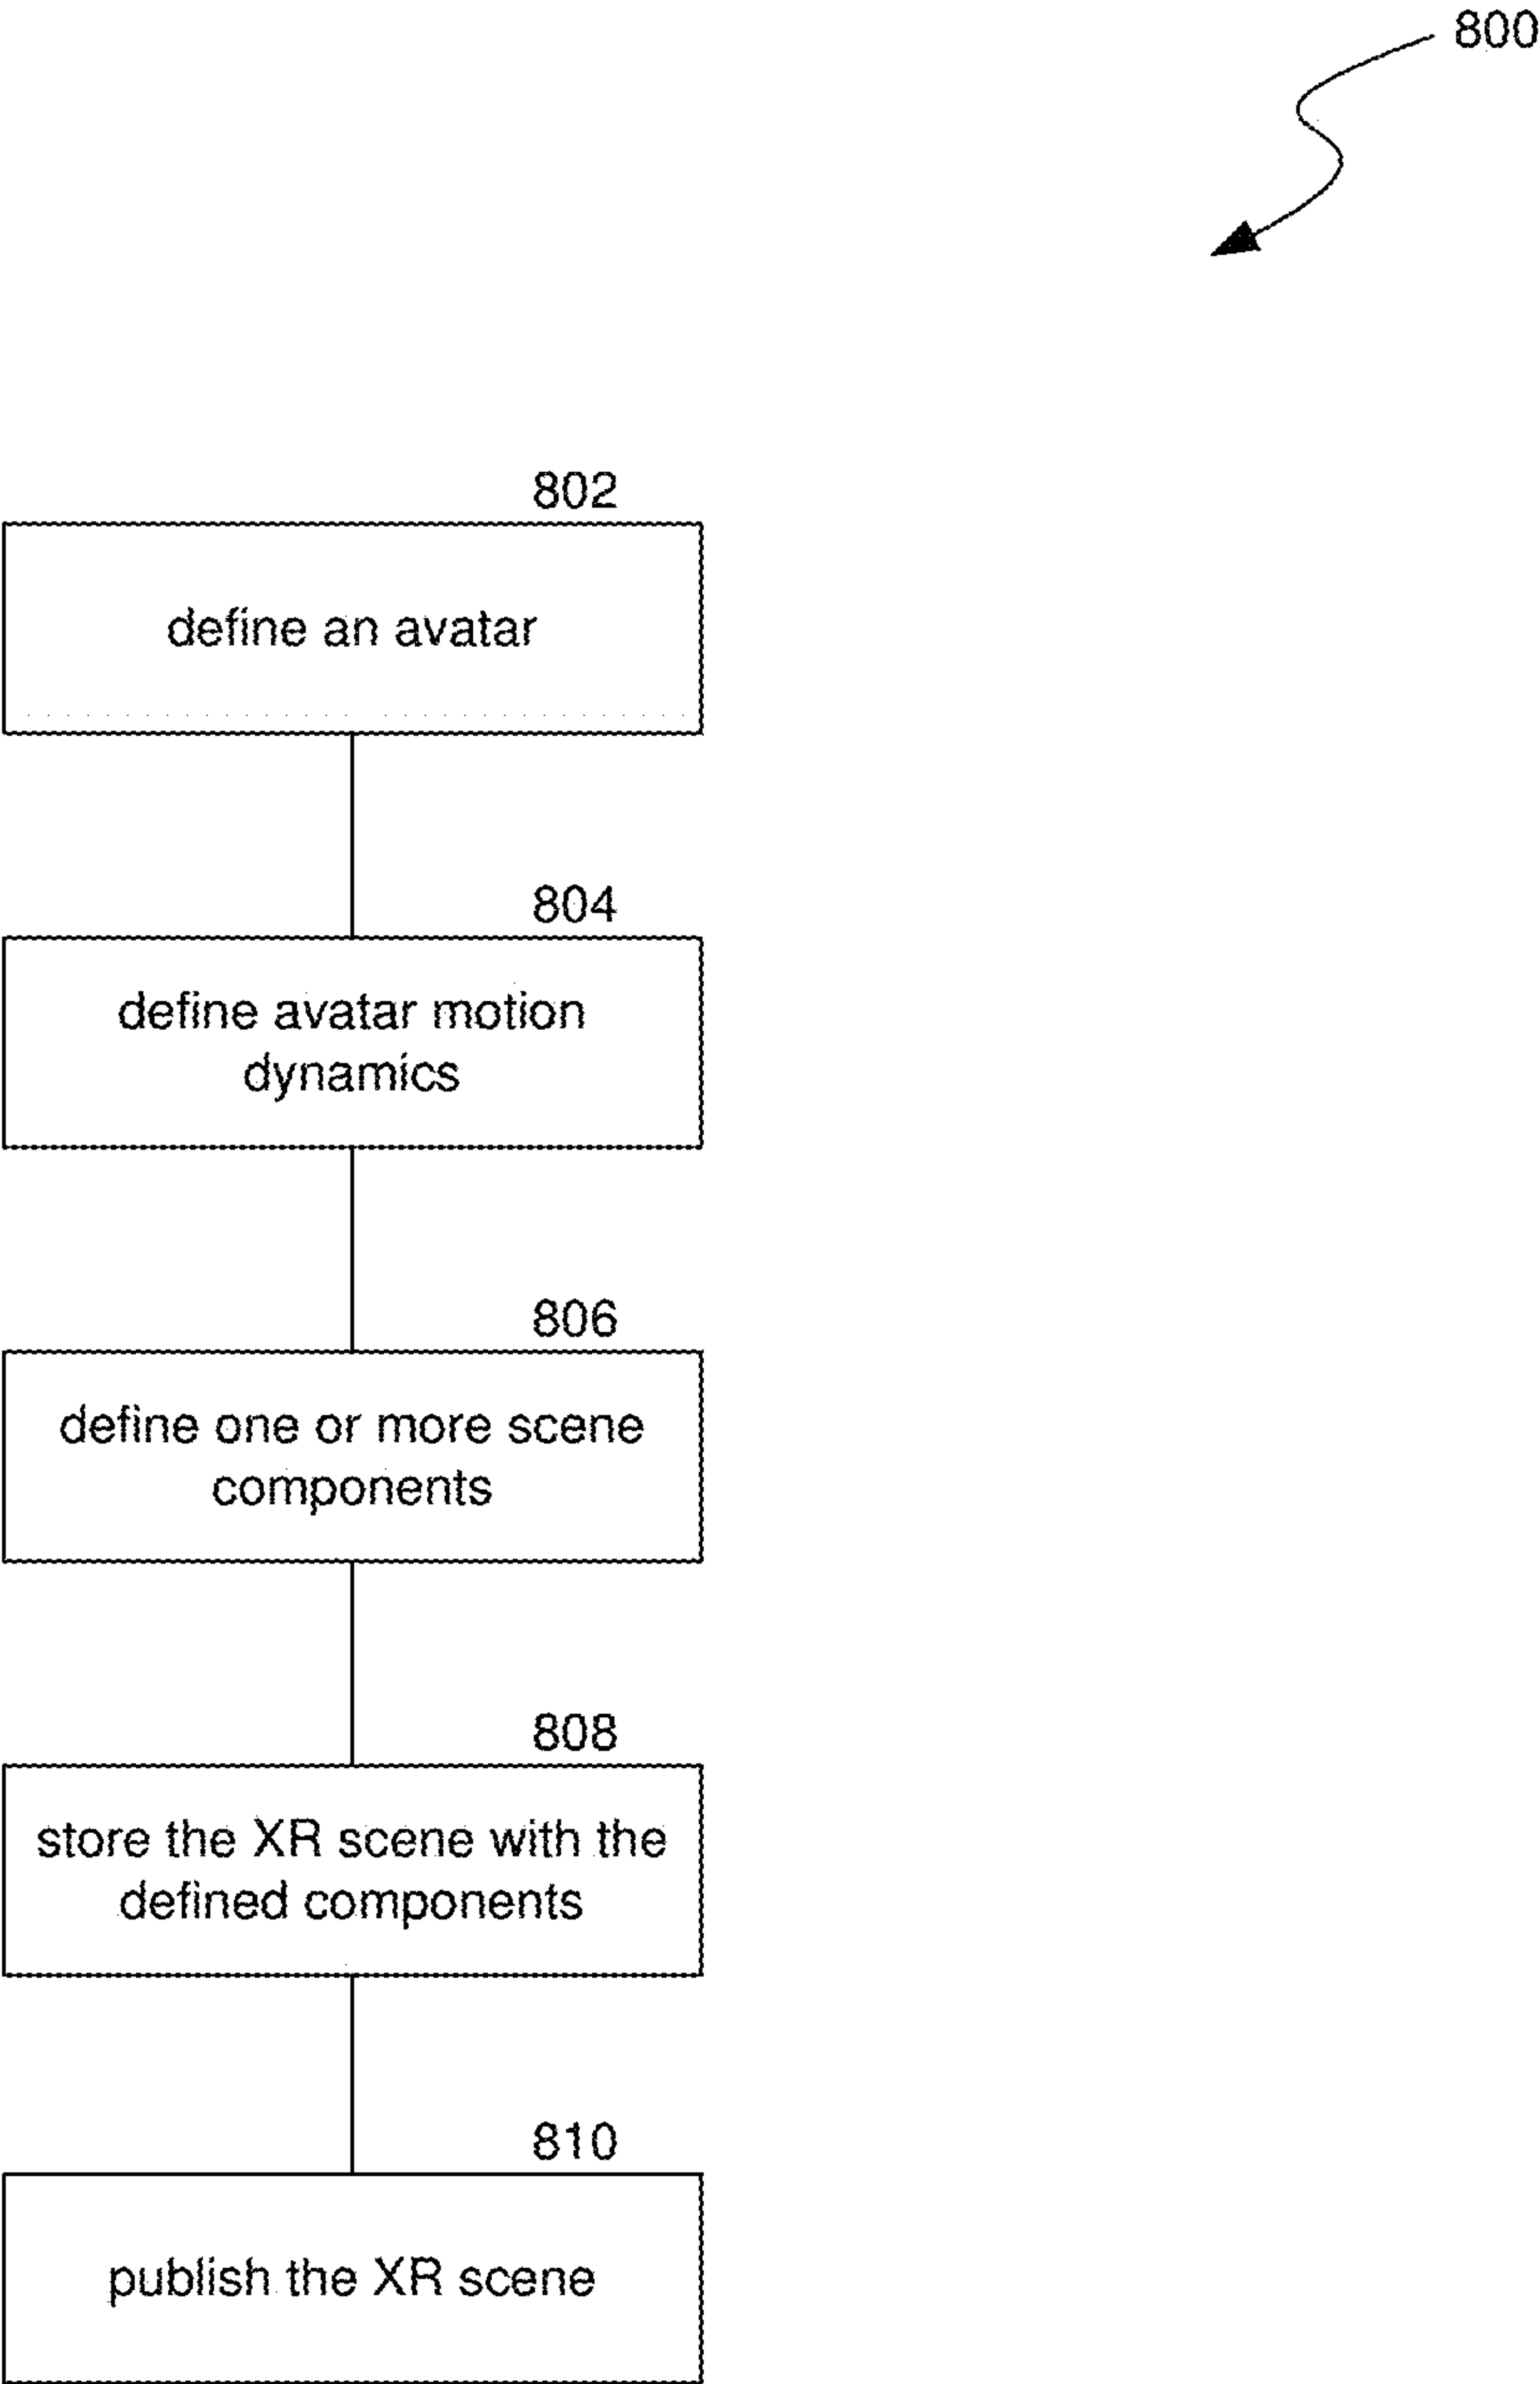 800
802
define an avatar
804
define avatar motion
dynamics
806
define one or more scene
components
808
store the XR scene with the
defined components
810
publish the XR scene